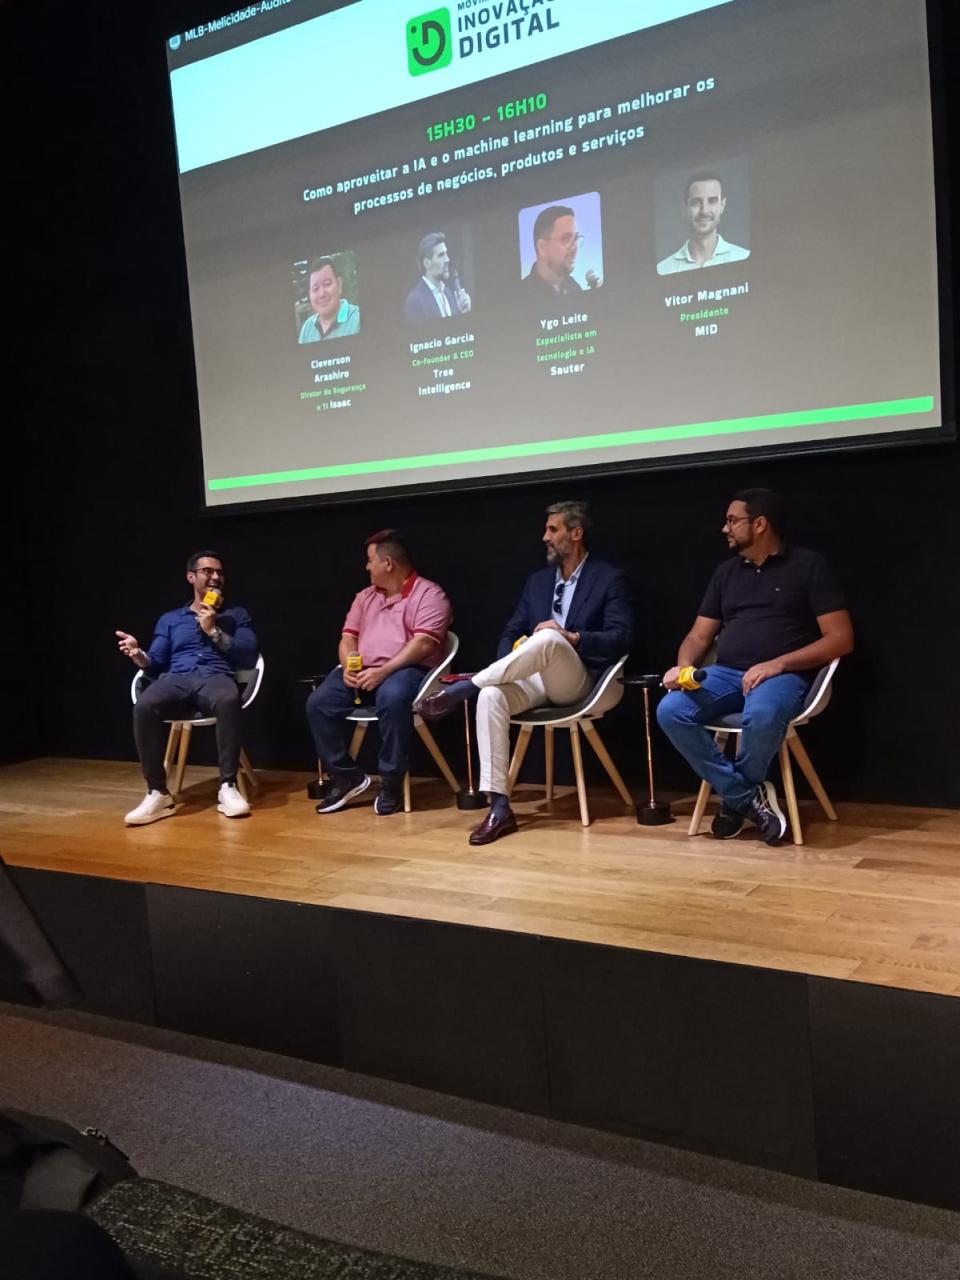 MLB-Melicidade-Audito
INOVAÇÃO
DIGITAL
15H30 - 16H10
Como aproveitar a IA e o machine learning para melhorar os
processos de negócios, produtos e serviços
Cleverson
Arashiro
Diretor de Segurança
e TI Isaac
Ignacio Garcia
Co-founder & CEO
Tree
Intelligence
Ygo Leite
Especialista em
tecnologia e IA
Sauter
Vitor Magnani
Presidente
MID